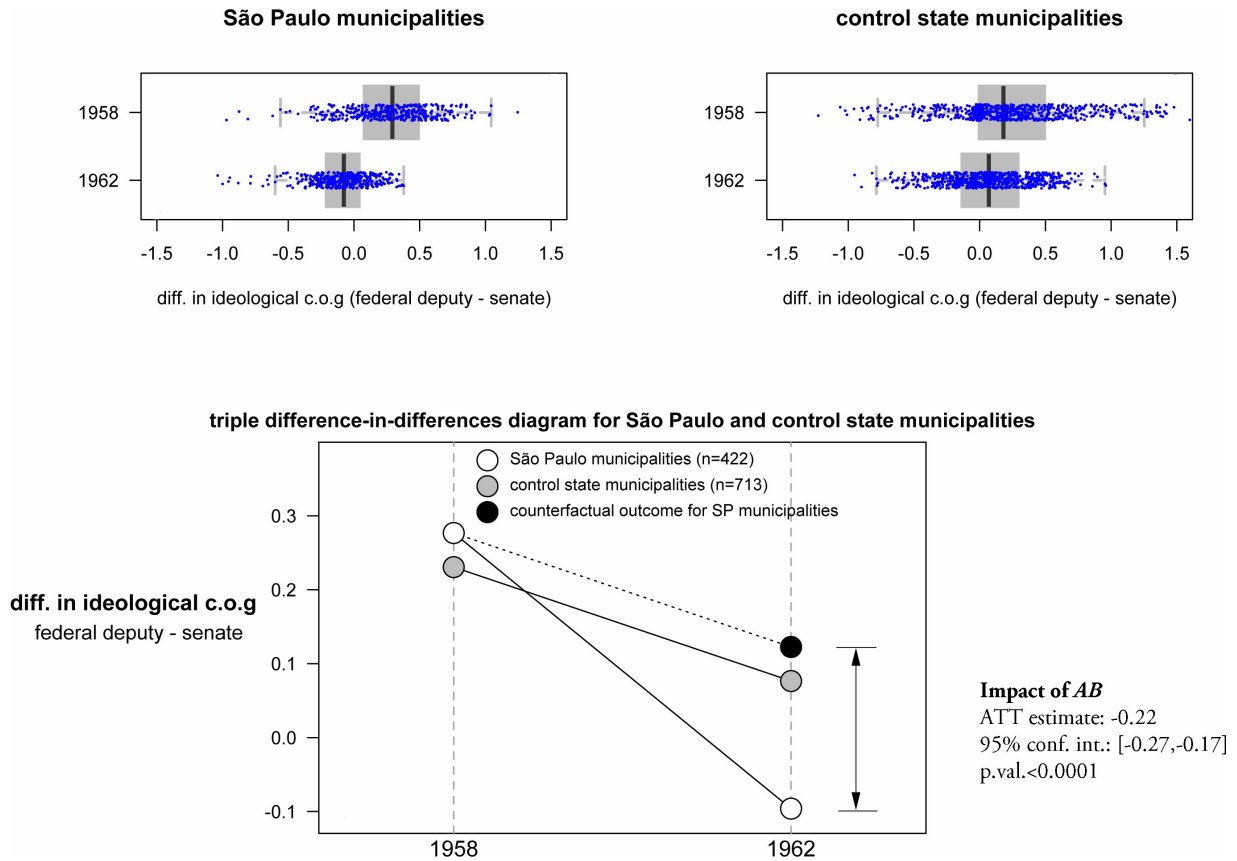 São Paulo municipalities
control state municipalities
1958
1962
-1.5 -1.0 -0.5 0.0 0.5 1.0 1.5
diff. in ideological c.o.g (federal deputy - senate)
1958
1962
-1.5 -1.0 -0.5 0.0 0.5 1.0 1.5
diff. in ideological c.o.g (federal deputy - senate)
triple difference-in-differences diagram for São Paulo and control state municipalities
São Paulo municipalities (n=422)
control state municipalities (n=713)
counterfactual outcome for SP municipalities
0.3
0.2
0.1
0.0
-0.1
diff. in ideological c.o.g
federal deputy - senate
1958 1962
Impact of AB
ATT estimate: -0.22
95% conf. int.: [-0.27,-0.17]
p.val.<0.0001